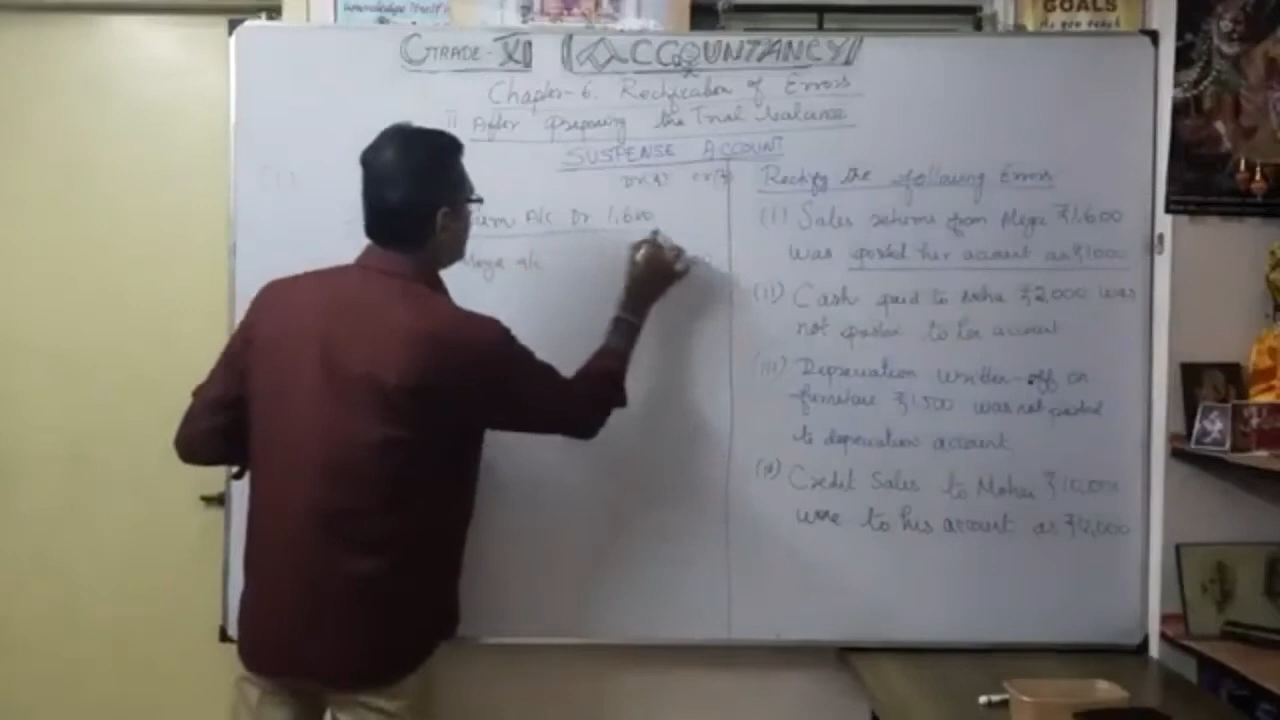 GOALS
GRADE-XI ACCOUNTANCY
Chapter-6. Rectification of Errors
II After preparing the Trial balance
SUSPENSE ACCOUNT
Dr(₹) Cr(₹)
A/c Dr 1,600
Mega a/c
Rectify the following Errors
(i) Sales returns from Mega ₹1,600
was posted her account as ₹1000
(ii) Cash paid to Neha ₹2,000 was
not posted to her account
(iii) Depreciation written-off on
furniture ₹1,500 was not posted
to depreciation account
(iv) Credit Sales to Mohan ₹10,000
were to his account as ₹12,000